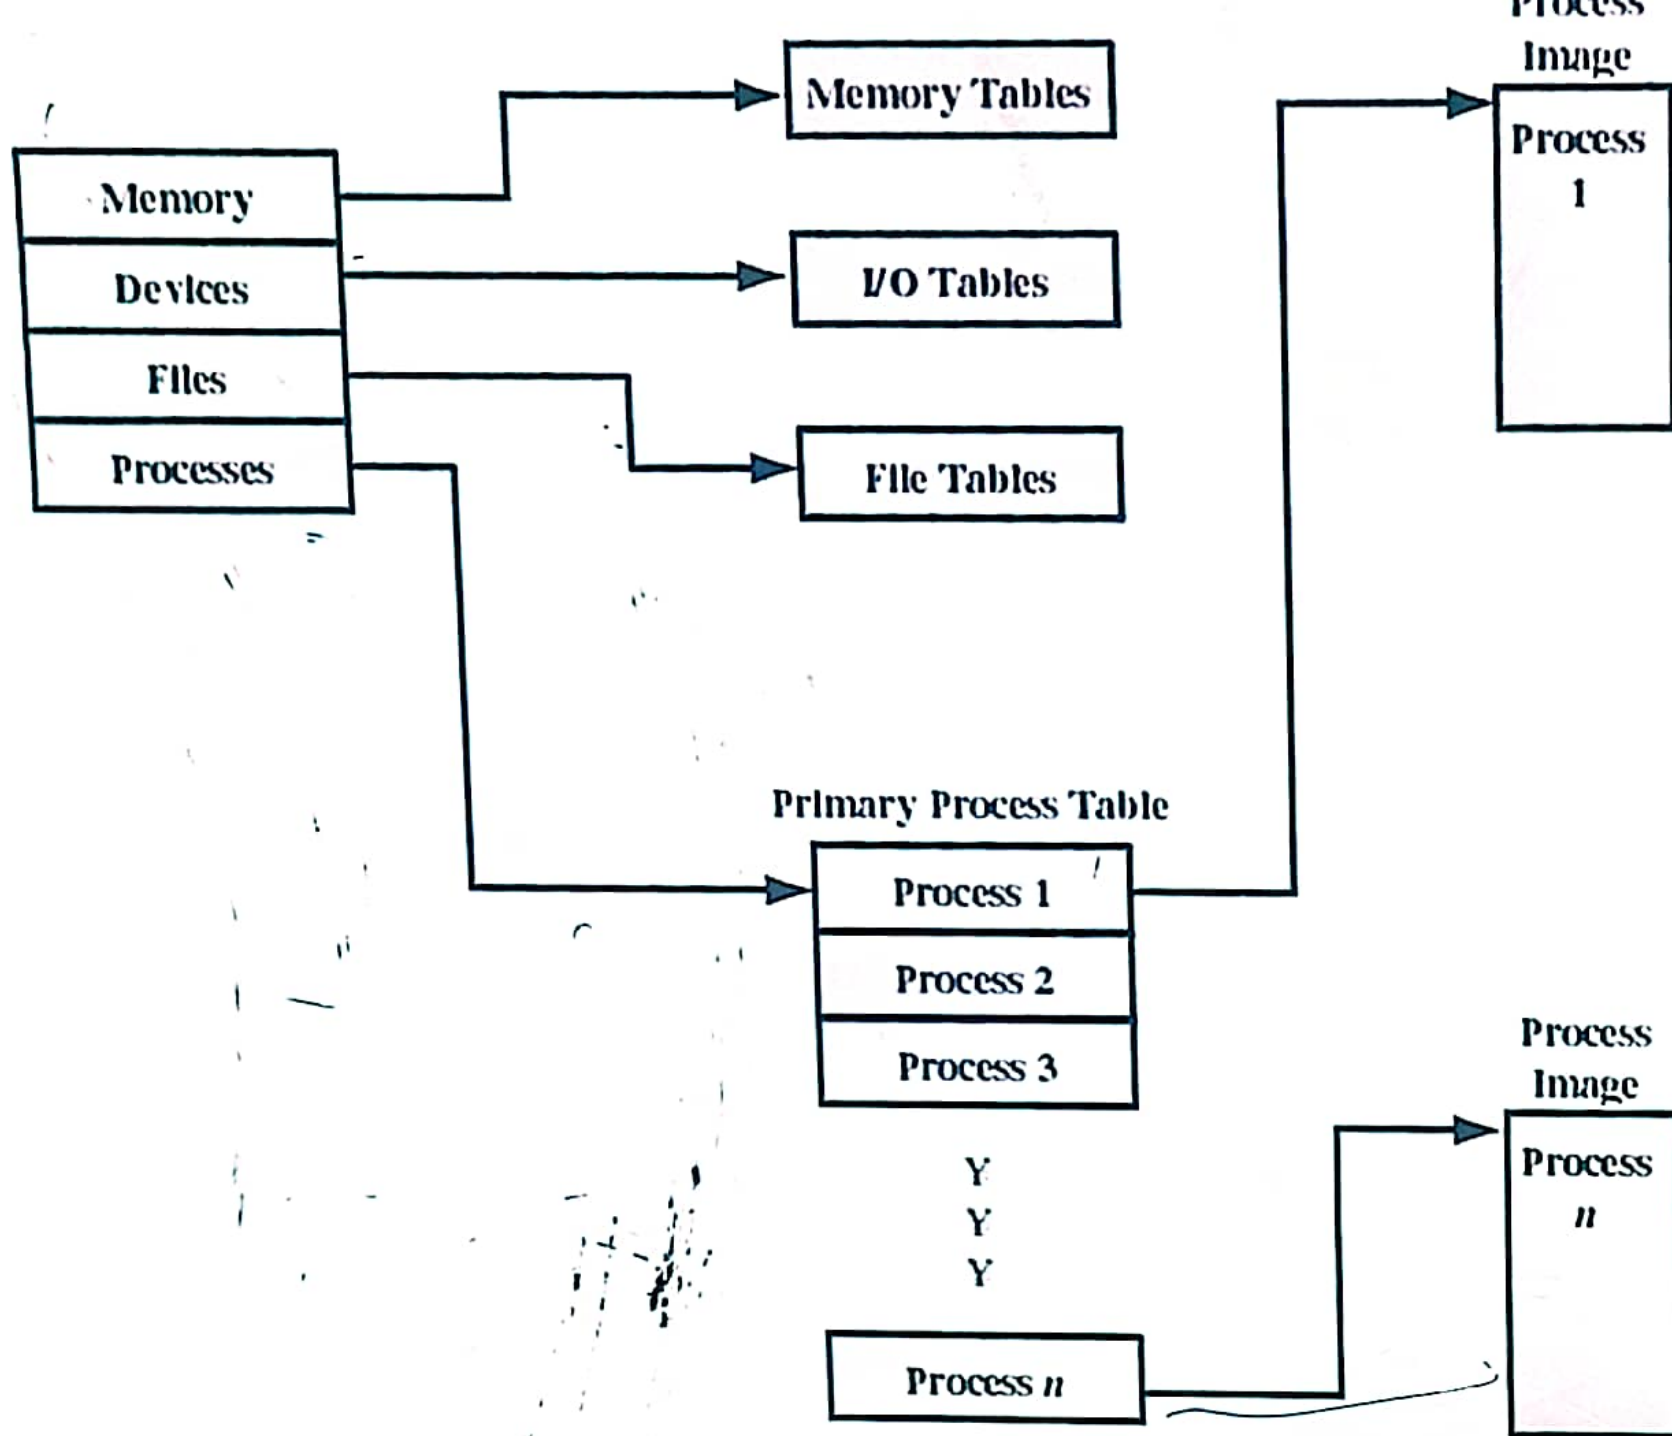 Process
Image
Memory Tables
Process
1
Memory
Devices
I/O Tables
Files
Processes
File Tables
Primary Process Table
Process 1
Process 2
Process 3
Process
Image
Process
n
Y
Y
Y
Process n